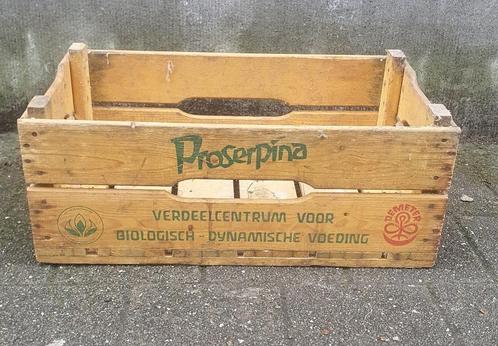 Proserpina
VERDEELCENTRUM VOOR
BIOLOGISCH - DYNAMISCHE VOEDING
DEMETER